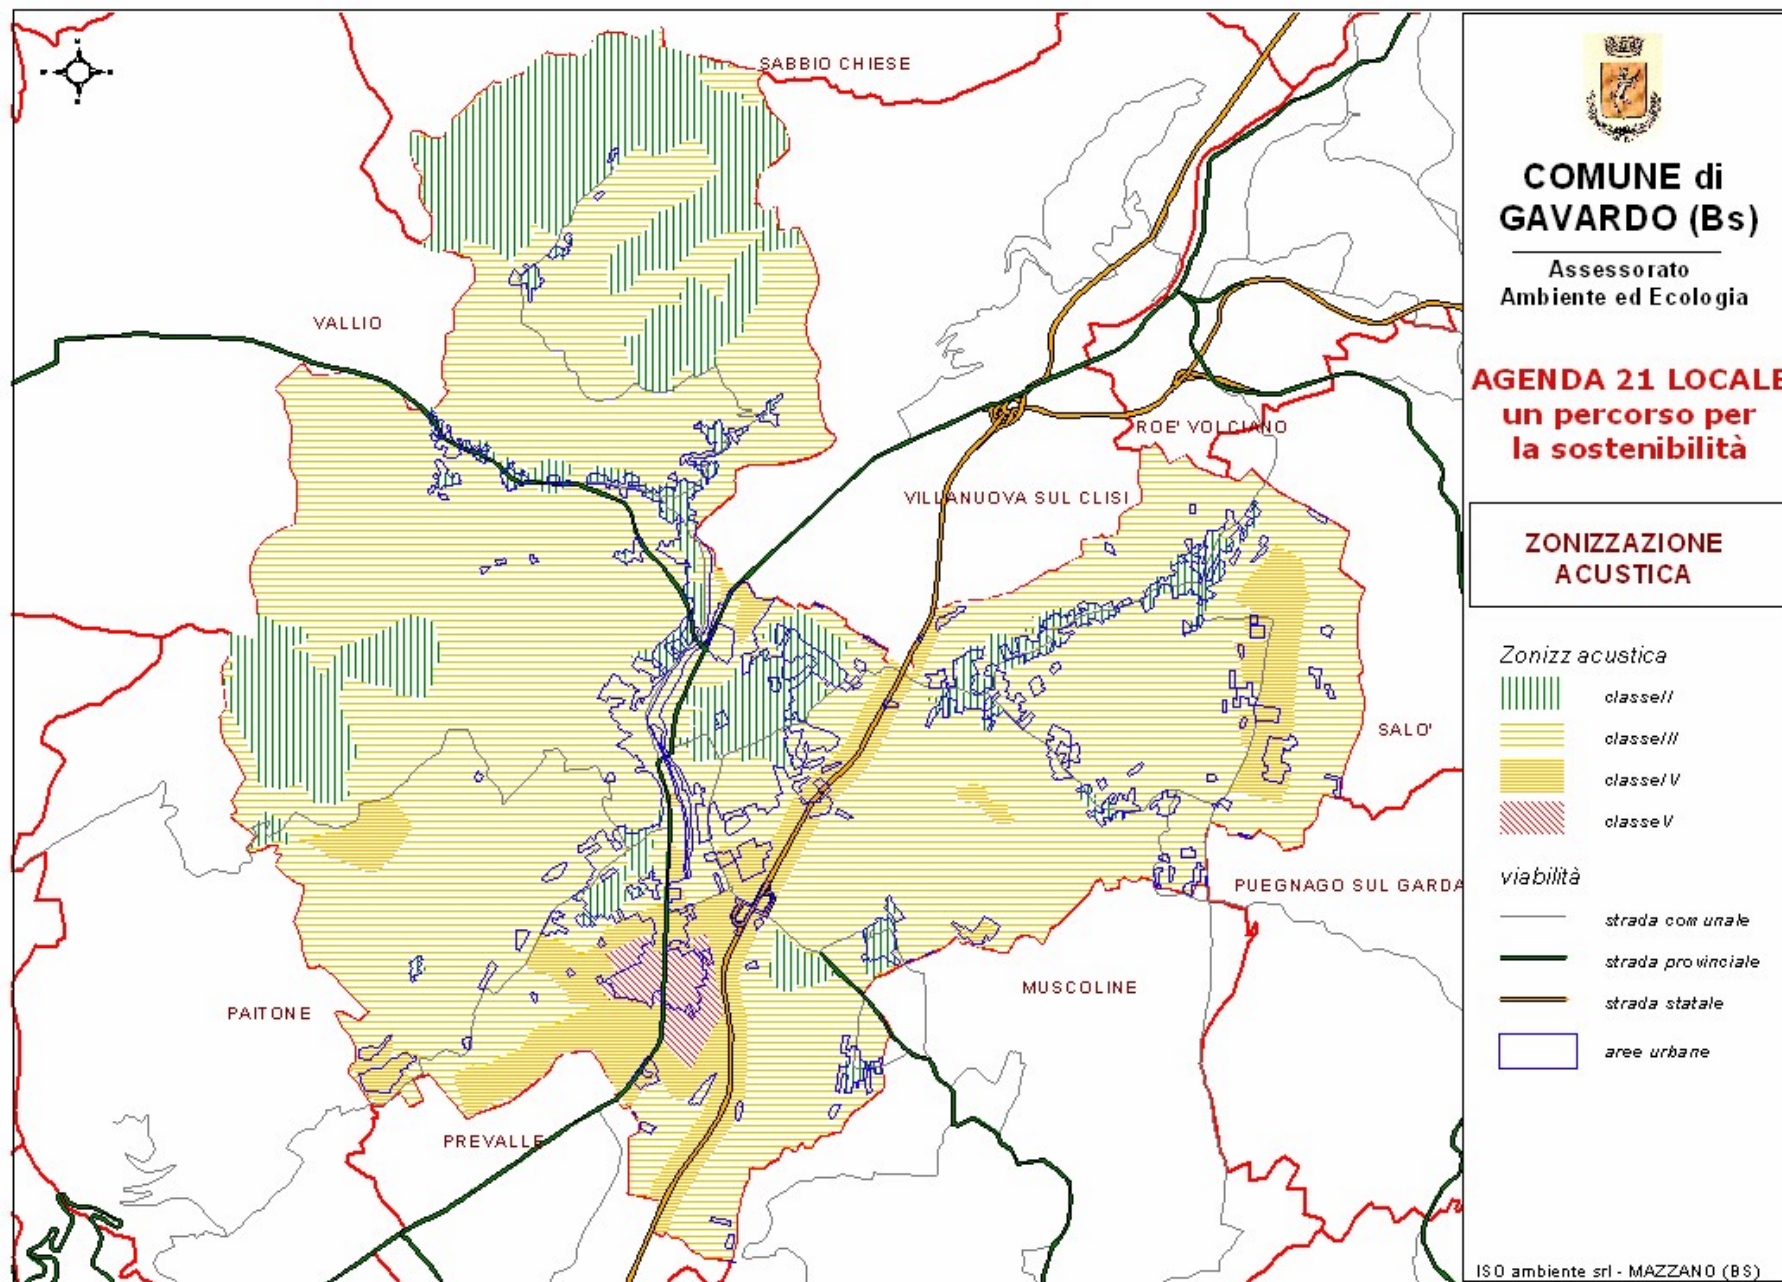 SABBIO CHIESE
VALLIO
ROE' VOLCIANO
VILLANUOVA SUL CLISI
SALO'
PUEGNAGO SUL GARDA
MUSCOLINE
PAITONE
PREVALLE
COMUNE di
GAVARDO (Bs)
Assessorato
Ambiente ed Ecologia
AGENDA 21 LOCALE
un percorso per
la sostenibilità
ZONIZZAZIONE
ACUSTICA
Zonizz acustica
classeII
classeIII
classeIV
classeV
viabilità
strada comunale
strada provinciale
strada statale
aree urbane
ISO ambiente srl - MAZZANO (BS)